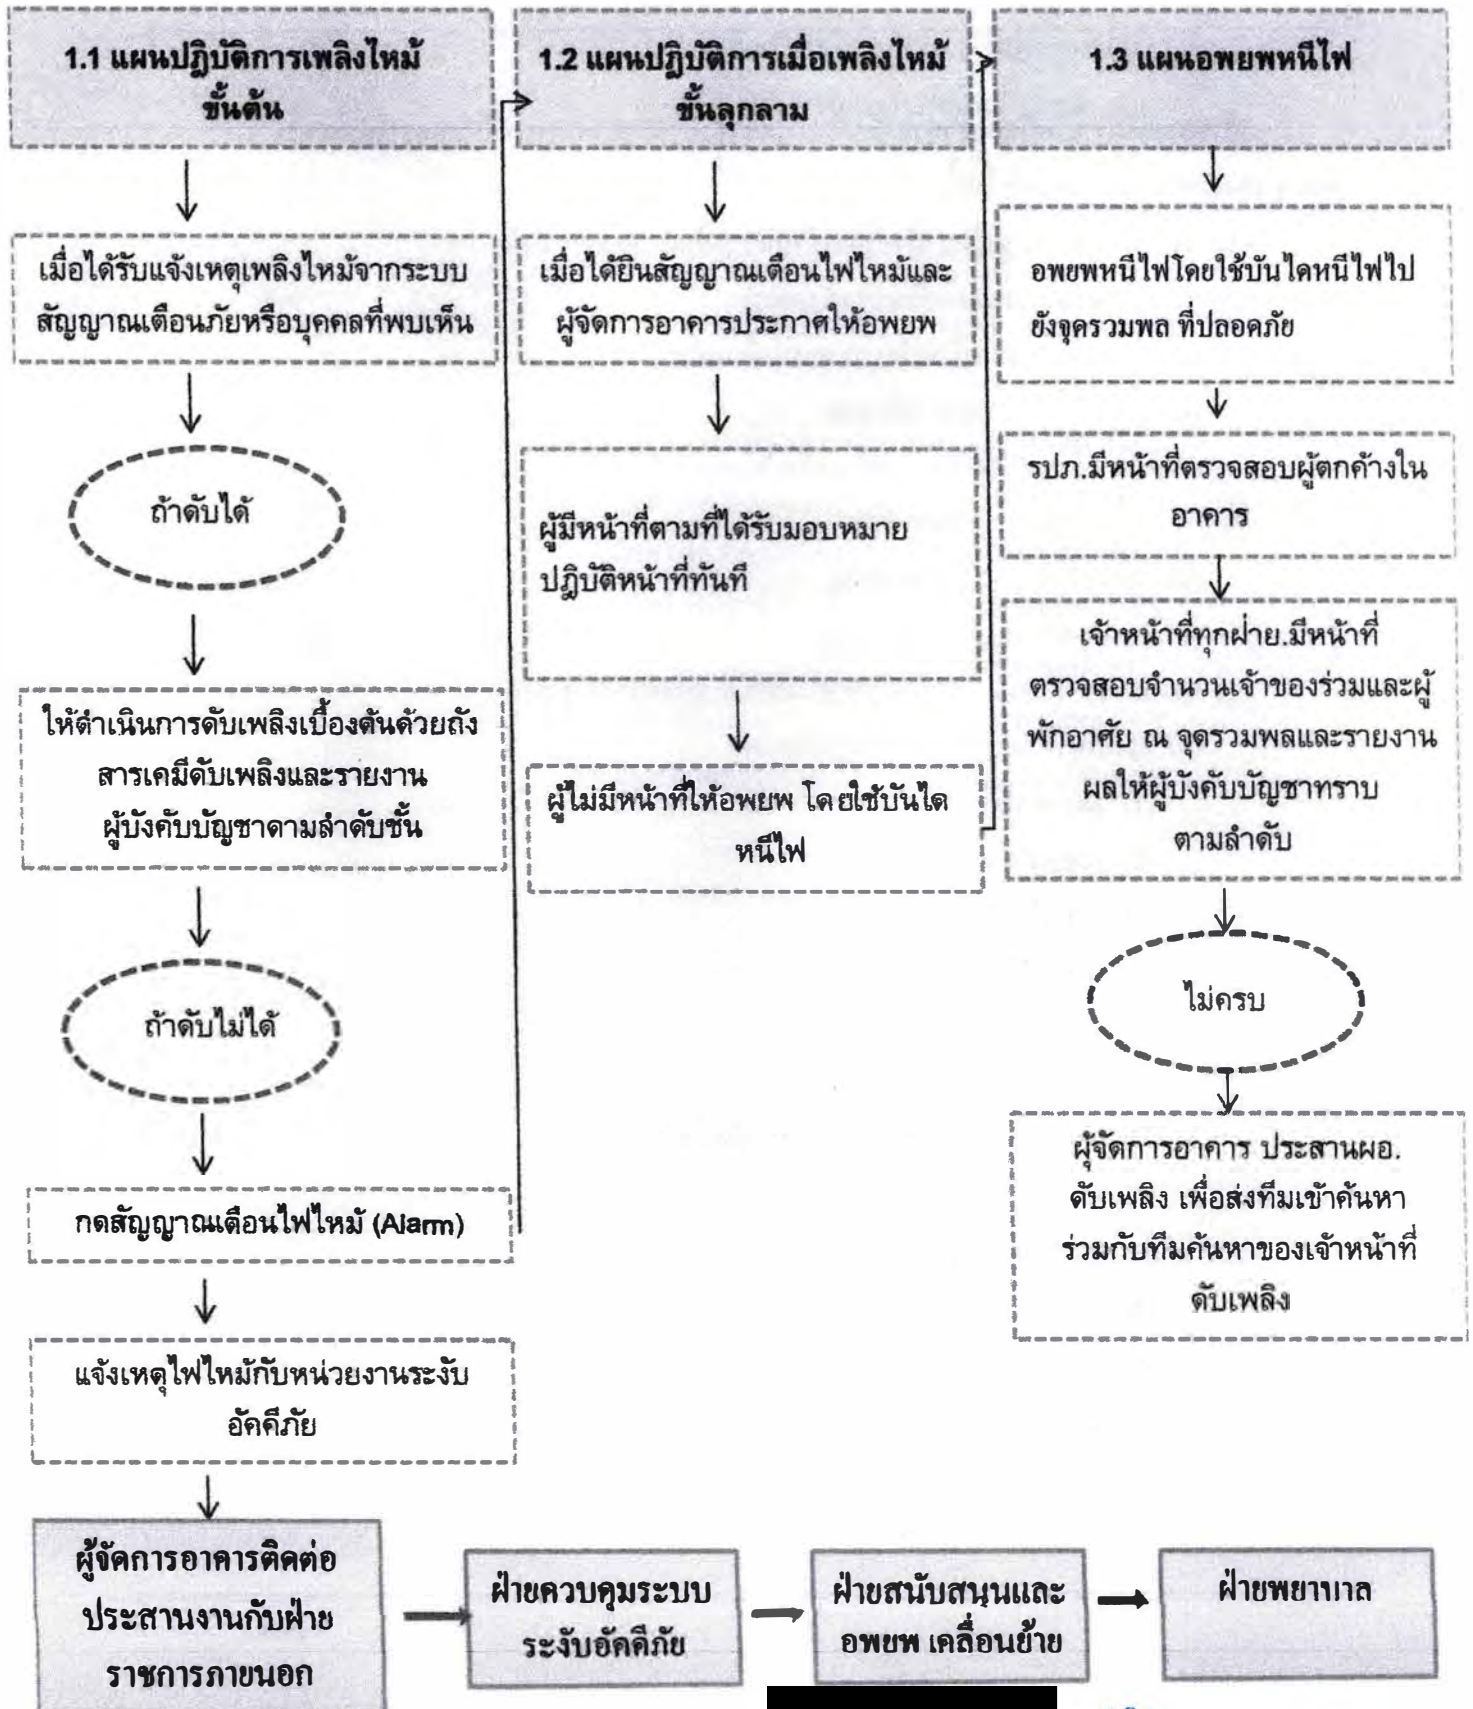 1.1 แผนปฏิบัติการเพลิงไหม้
ขั้นต้น
เมื่อได้รับแจ้งเหตุเพลิงไหม้จากระบบ
สัญญาณเตือนภัยหรือบุคคลที่พบเห็น
ถ้าดับได้
ให้ดำเนินการดับเพลิงเบื้องต้นด้วยถัง
สารเคมีดับเพลิงและรายงาน
ผู้บังคับบัญชาตามลำดับชั้น
ถ้าดับไม่ได้
กดสัญญาณเตือนไฟไหม้ (Alarm)
แจ้งเหตุไฟไหม้กับหน่วยงานระงับ
อัคคีภัย
1.2 แผนปฏิบัติการเมื่อเพลิงไหม้
ขั้นลุกลาม
เมื่อได้ยินสัญญาณเตือนไฟไหม้และ
ผู้จัดการอาคารประกาศให้อพยพ
ผู้มีหน้าที่ตามที่ได้รับมอบหมาย
ปฏิบัติหน้าที่ทันที
ผู้ไม่มีหน้าที่ให้อพยพ โดยใช้บันได
หนีไฟ
1.3 แผนอพยพหนีไฟ
อพยพหนีไฟโดยใช้บันไดหนีไฟไป
ยังจุดรวมพล ที่ปลอดภัย
รปภ.มีหน้าที่ตรวจสอบผู้ตกค้างใน
อาคาร
เจ้าหน้าที่ทุกฝ่าย.มีหน้าที่
ตรวจสอบจำนวนเจ้าของร่วมและผู้
พักอาศัย ณ จุดรวมพลและรายงาน
ผลให้ผู้บังคับบัญชาทราบ
ตามลำดับ
ไม่ครบ
ผุ้จัดการอาคาร ประสานผอ.
ดับเพลิง เพื่อส่งทีมเข้าค้นหา
ร่วมกับทีมค้นหาของเจ้าหน้าที่
ดับเพลิง
ผู้จัดการอาคารติดต่อ
ประสานงานกับฝ่าย
ราชการภายนอก
ฝ่ายควบคุมระบบ
ระงับอัคคีภัย
ฝ่ายสนับสนุนและ
อพยพ เคลื่อนย้าย
ฝ่ายพยาบาล